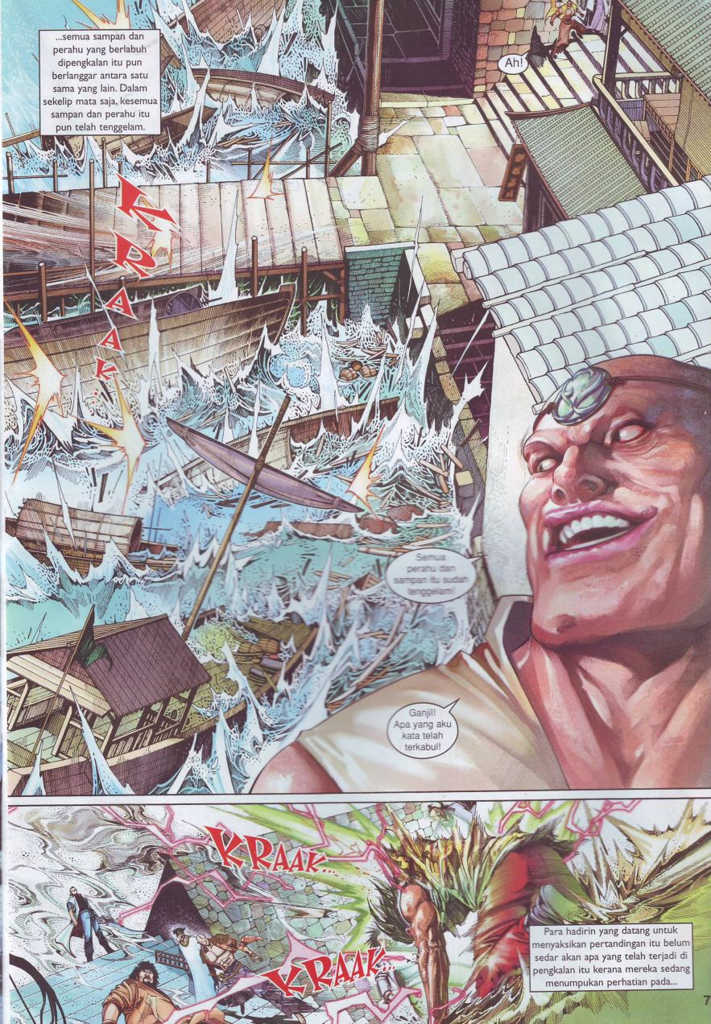 ...semua sampan dan
perahu yang berlabuh
dipengkalan itu pun
berlanggar antara satu
sama yang lain. Dalam
sekelip mata saja, kesemua
sampan dan perahu itu
pun telah tenggelam.
Ah!
KRRAAK..
Semua
perahu dan
sampan itu sudah
tenggelam!
Ganji!!
Apa yang aku
kata telah
terkabul!
KRAAK...
KRAAK...
Para hadirin yang datang untuk
menyaksikan pertandingan itu belum
sedar akan apa yang telah terjadi di
pengkalan itu kerana mereka sedang
menumpukan perhatian pada...
7